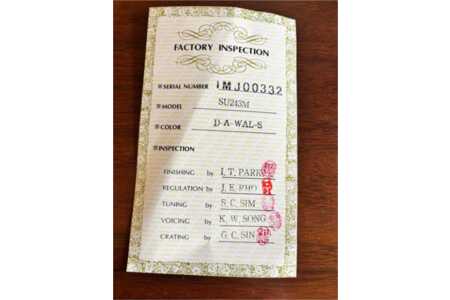 FACTORY INSPECTION
※SERIAL NUMBER IMJ00332
※MODEL SU243M
※COLOR D-A-WAL-S
※INSPECTION
FINISHING by I. T. PARK
REGULATION by J. E. RHO
TUNING by S. C. SIM
VOICING by K. W. SONG
CRATING by G. C. SIN